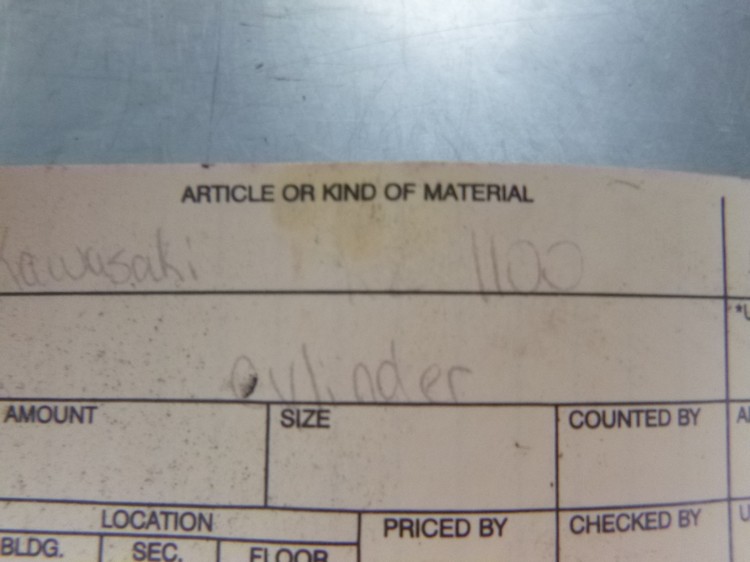 ARTICLE OR KIND OF MATERIAL
Kawasaki 1100
cylinder
AMOUNT SIZE COUNTED BY
LOCATION PRICED BY CHECKED BY
BLDG. SEC. FLOOR